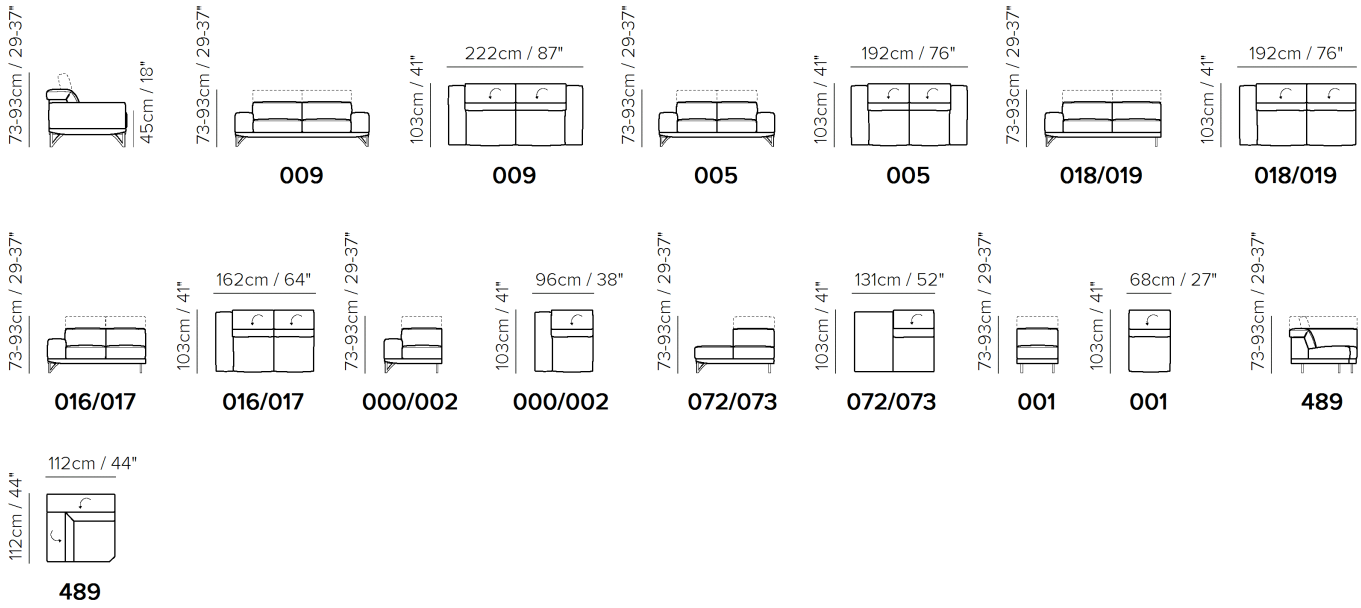 73-93cm / 29-37"
45cm / 18"
73-93cm / 29-37"
009
222cm / 87"
103cm / 41"
009
73-93cm / 29-37"
005
192cm / 76"
103cm / 41"
005
73-93cm / 29-37"
018/019
192cm / 76"
103cm / 41"
018/019
73-93cm / 29-37"
016/017
162cm / 64"
103cm / 41"
016/017
73-93cm / 29-37"
000/002
96cm / 38"
103cm / 41"
000/002
73-93cm / 29-37"
072/073
131cm / 52"
103cm / 41"
072/073
73-93cm / 29-37"
001
68cm / 27"
103cm / 41"
001
73-93cm / 29-37"
489
112cm / 44"
112cm / 44"
489